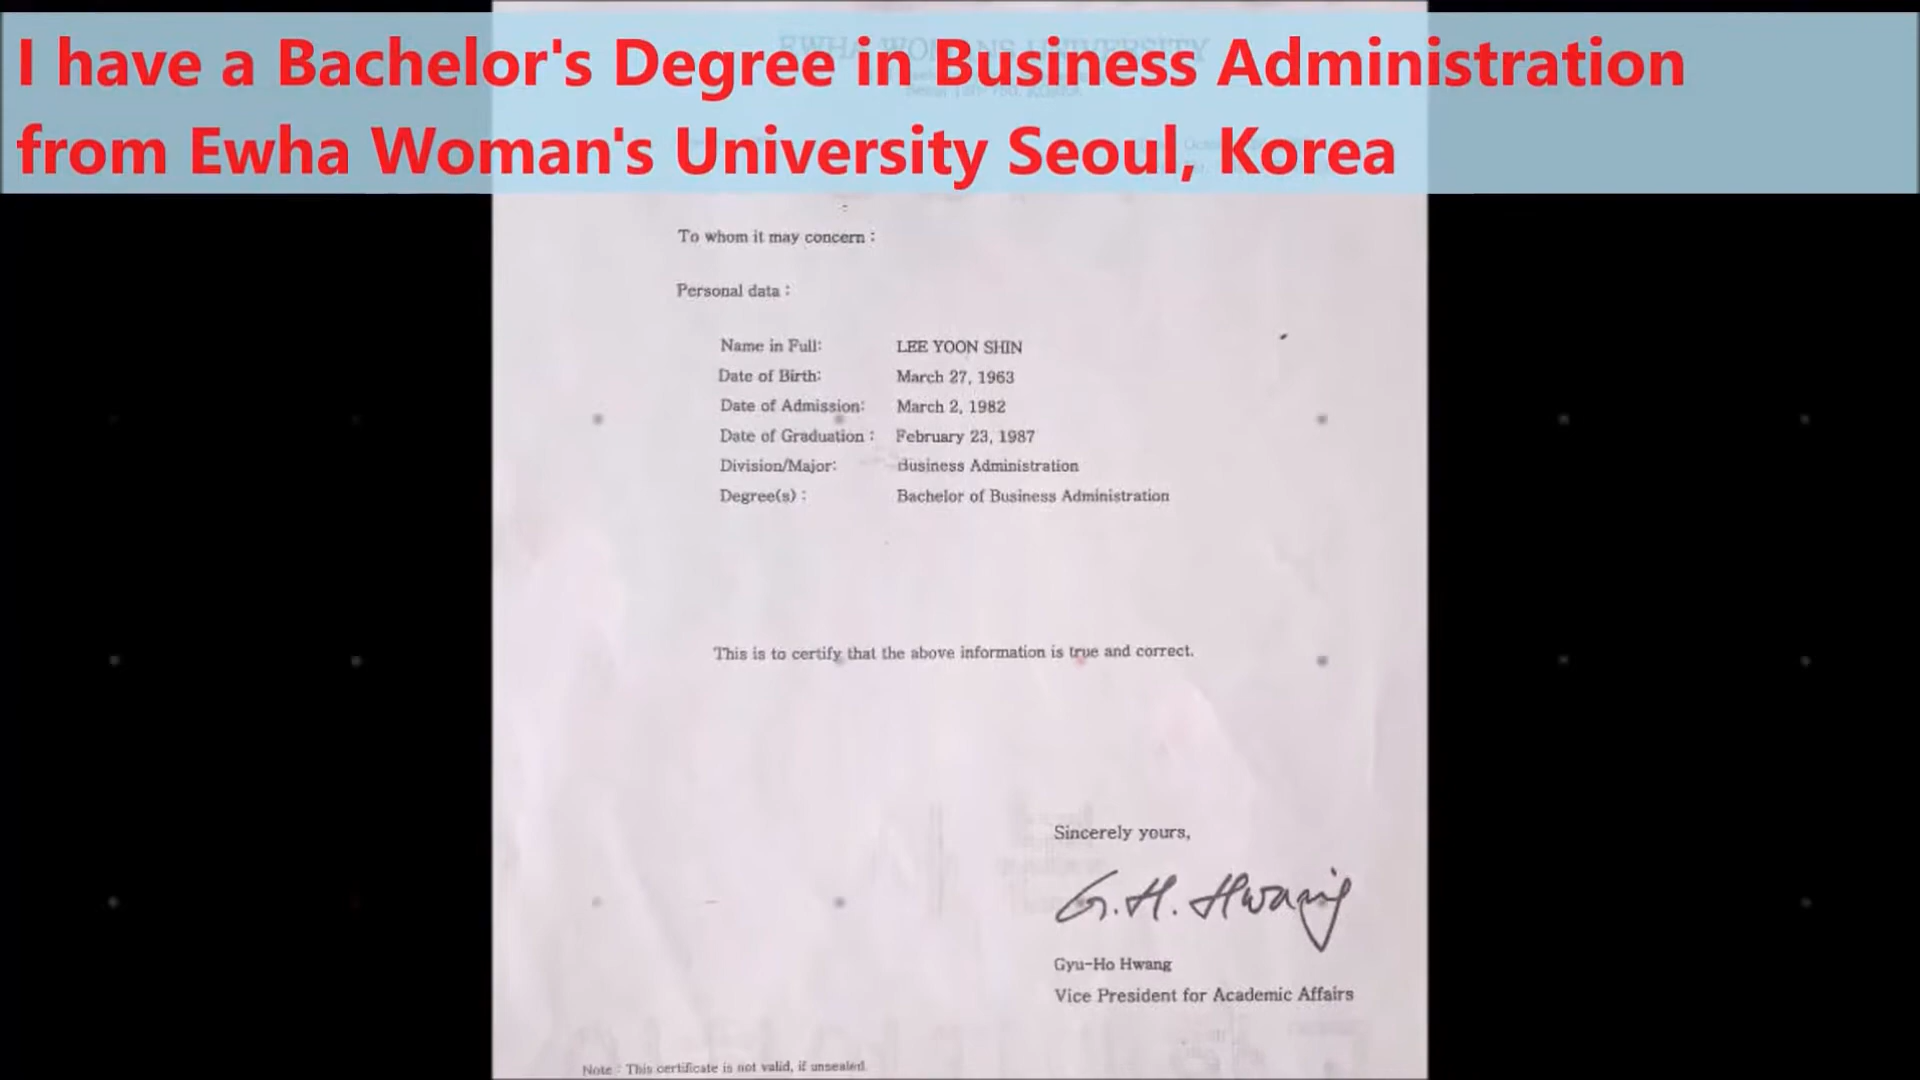 I have a Bachelor's Degree in Business Administration
from Ewha Woman's University Seoul, Korea
EWHA WOMANS UNIVERSITY
To whom it may concern :
Personal data :
Name in Full: LEE YOON SHIN
Date of Birth: March 27, 1963
Date of Admission: March 2, 1982
Date of Graduation : February 23, 1987
Division/Major: Business Administration
Degree(s) : Bachelor of Business Administration
This is to certify that the above information is true and correct.
Sincerely yours,
G. H. Hwang
Gyu-Ho Hwang
Vice President for Academic Affairs
Note : This certificate is not valid, if unsealed.